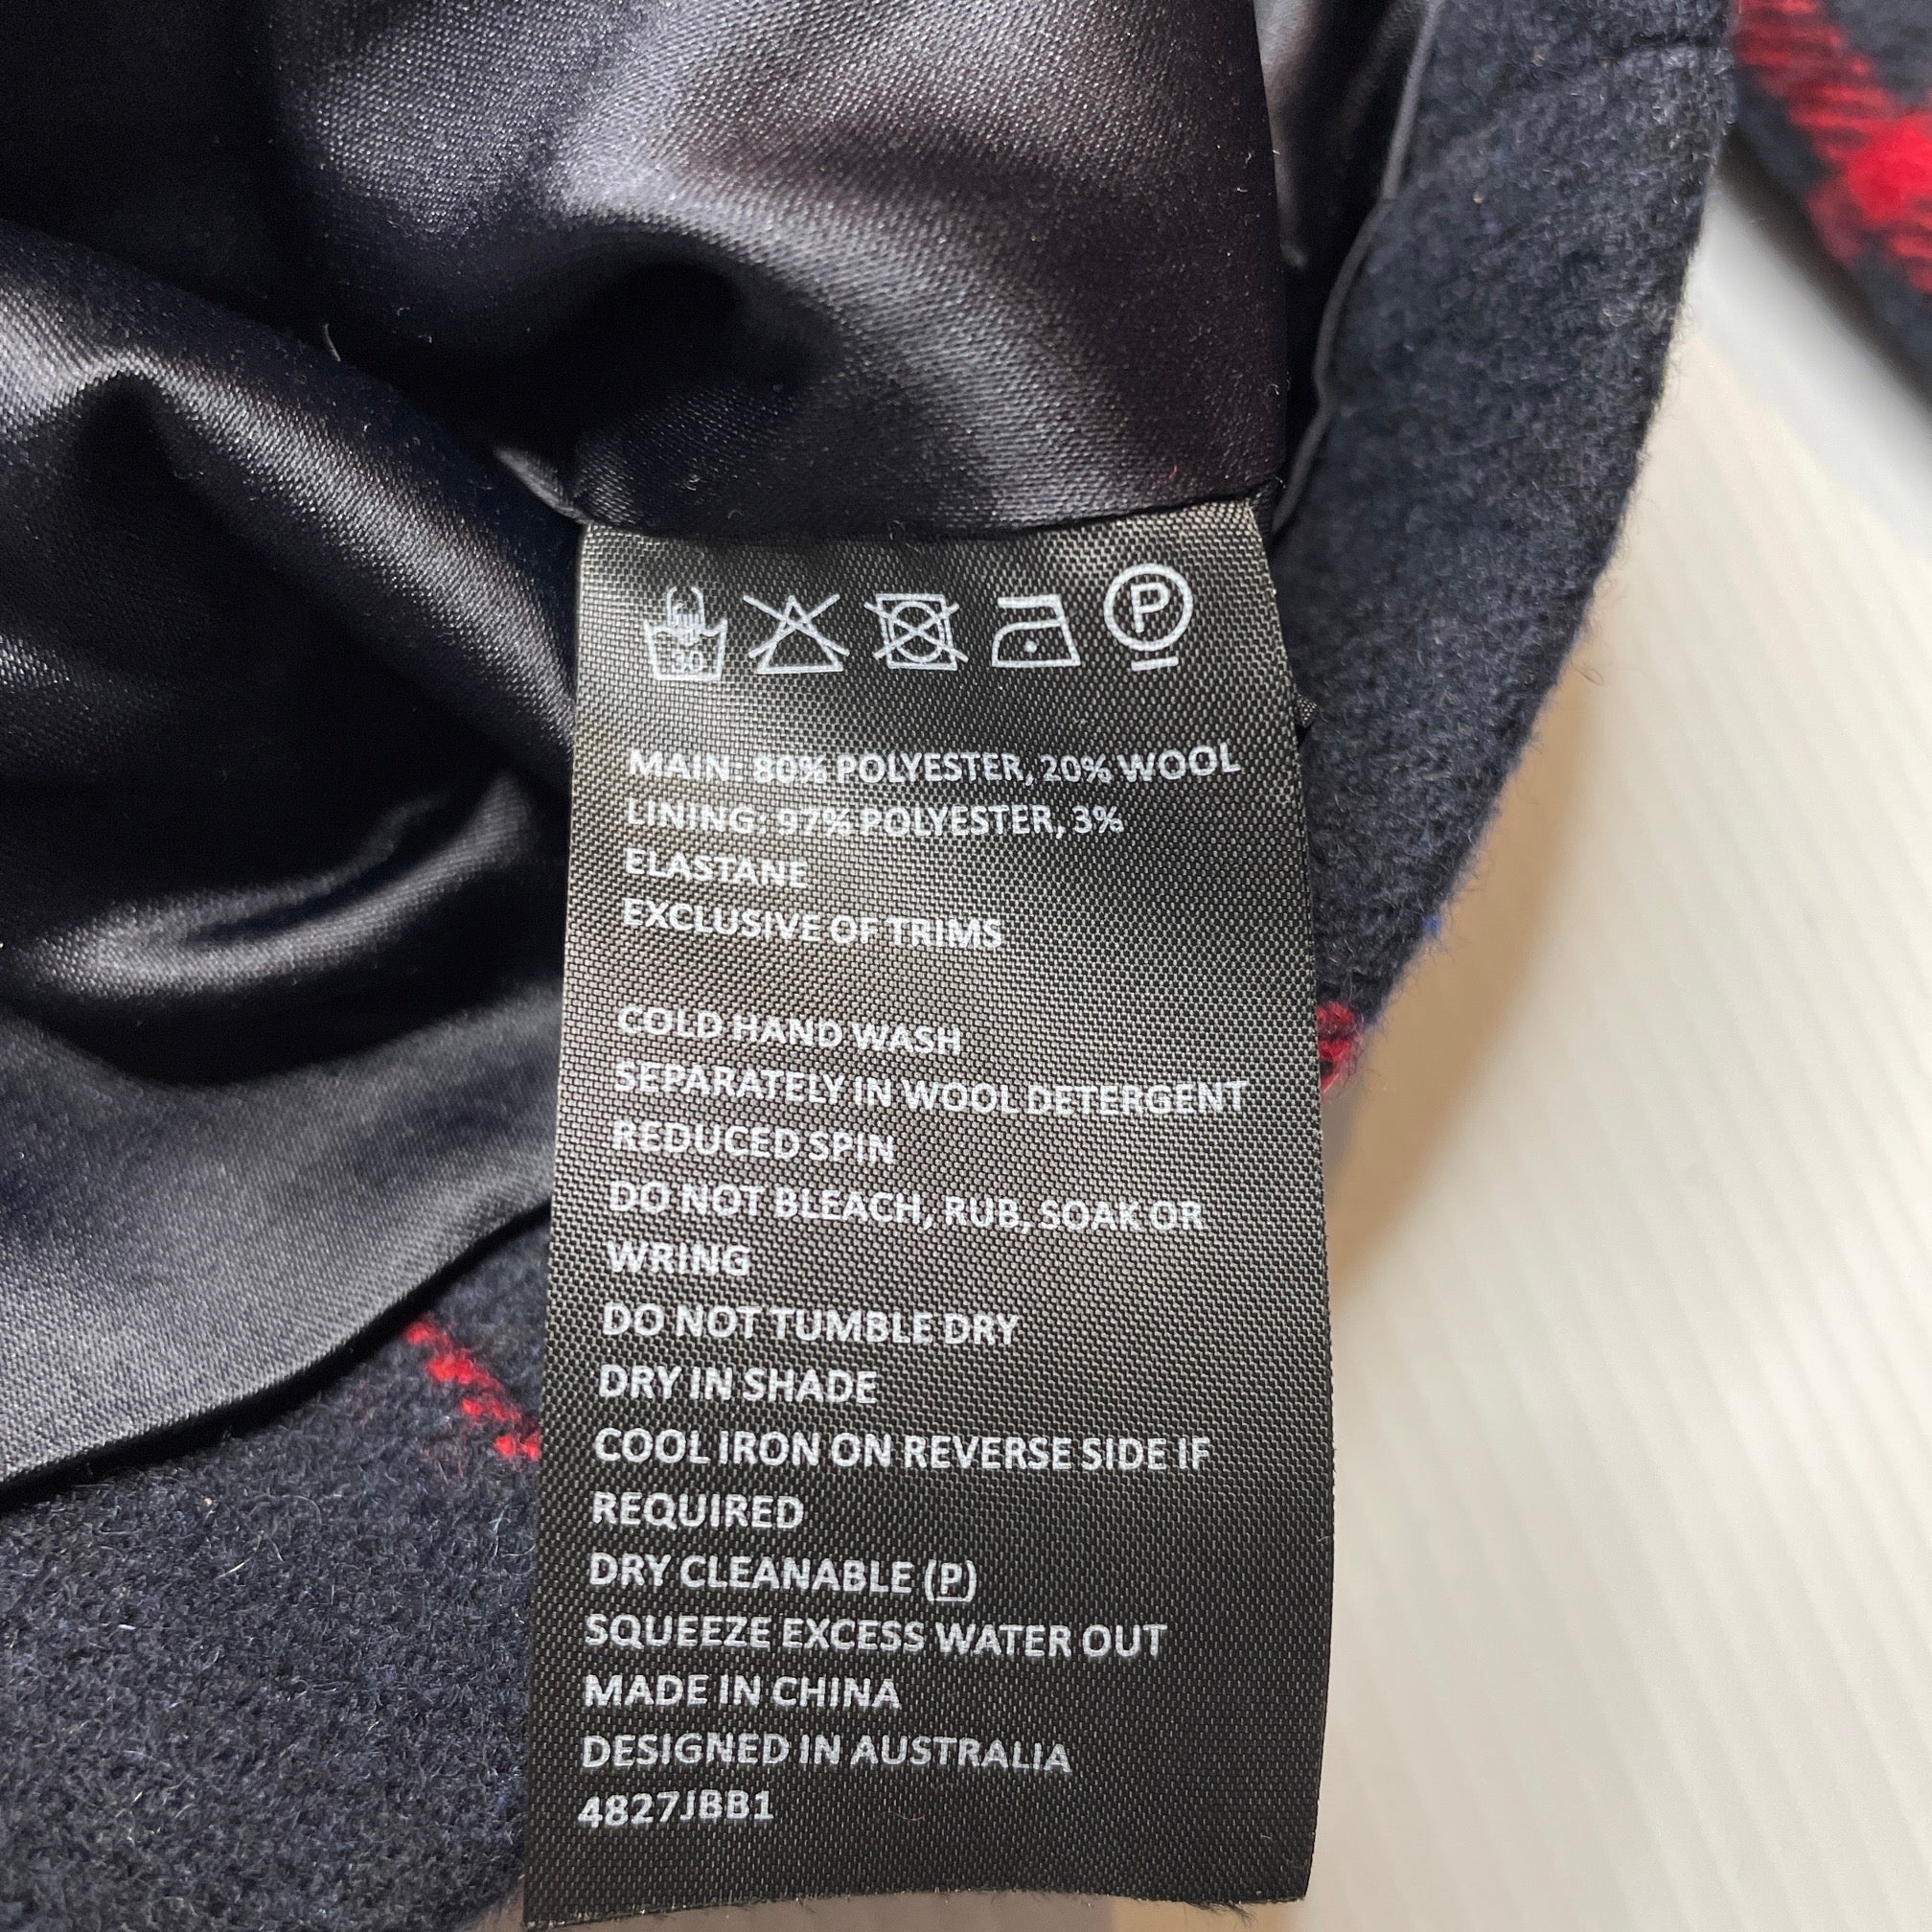 30 P
MAIN: 80% POLYESTER, 20% WOOL
LINING: 97% POLYESTER, 3%
ELASTANE
EXCLUSIVE OF TRIMS
COLD HAND WASH
SEPARATELY IN WOOL DETERGENT
REDUCED SPIN
DO NOT BLEACH, RUB, SOAK OR
WRING
DO NOT TUMBLE DRY
DRY IN SHADE
COOL IRON ON REVERSE SIDE IF
REQUIRED
DRY CLEANABLE (P)
SQUEEZE EXCESS WATER OUT
MADE IN CHINA
DESIGNED IN AUSTRALIA
4827JBB1